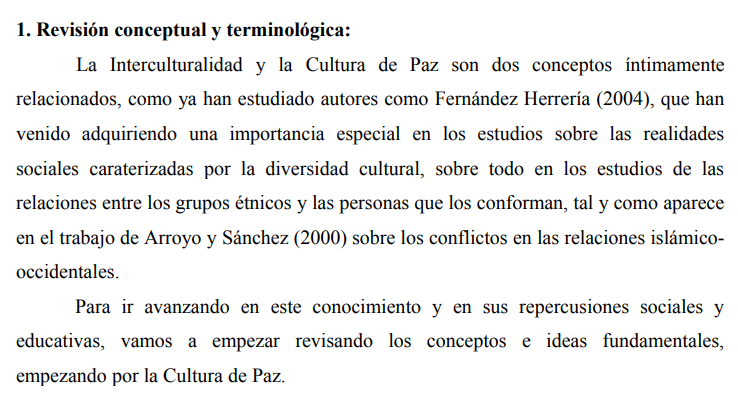 1. Revisión conceptual y terminológica:
La Interculturalidad y la Cultura de Paz son dos conceptos íntimamente
relacionados, como ya han estudiado autores como Fernández Herrería (2004), que han
venido adquiriendo una importancia especial en los estudios sobre las realidades
sociales caraterizadas por la diversidad cultural, sobre todo en los estudios de las
relaciones entre los grupos étnicos y las personas que los conforman, tal y como aparece
en el trabajo de Arroyo y Sánchez (2000) sobre los conflictos en las relaciones islámico-
occidentales.
Para ir avanzando en este conocimiento y en sus repercusiones sociales y
educativas, vamos a empezar revisando los conceptos e ideas fundamentales,
empezando por la Cultura de Paz.